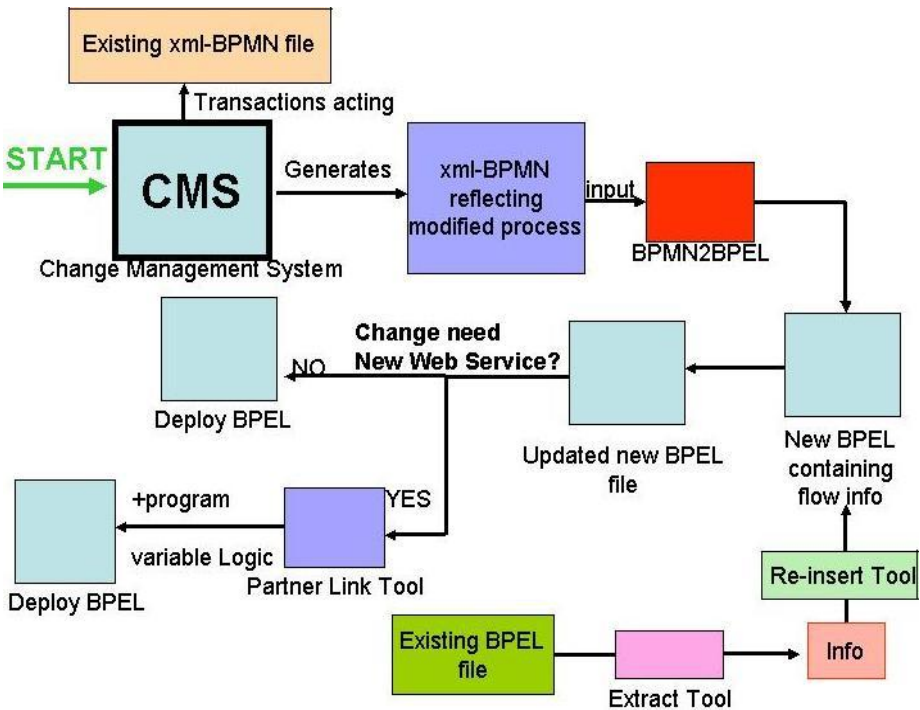 Existing xml-BPMN file
Transactions acting
START
CMS
Change Management System
Generates
xml-BPMN
reflecting
modified process
input
BPMN2BPEL
Change need
New Web Service?
NO
Deploy BPEL
Updated new BPEL
file
New BPEL
containing
flow info
YES
+program
variable Logic
Partner Link Tool
Deploy BPEL
Re-insert Tool
Existing BPEL
file
Extract Tool
Info